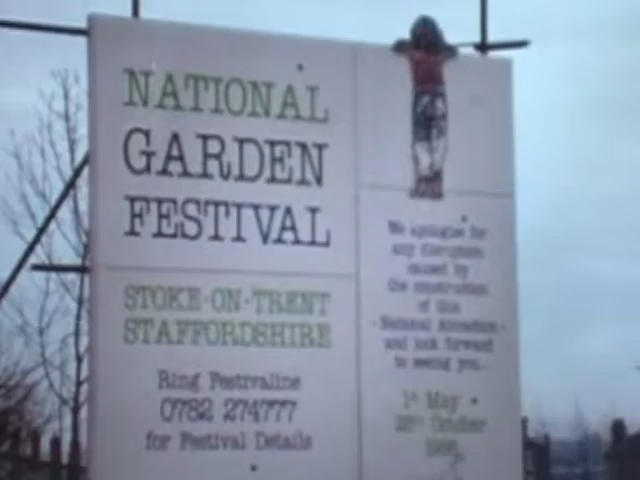 NATIONAL
GARDEN
FESTIVAL
STOKE·ON·TRENT
STAFFORDSHIRE
Ring Festivaline
0782 274777
for Festival Details
We apologise for
any disruption
caused by
the construction
of this
·National Attraction·
and look forward
to seeing you.
1st May
October